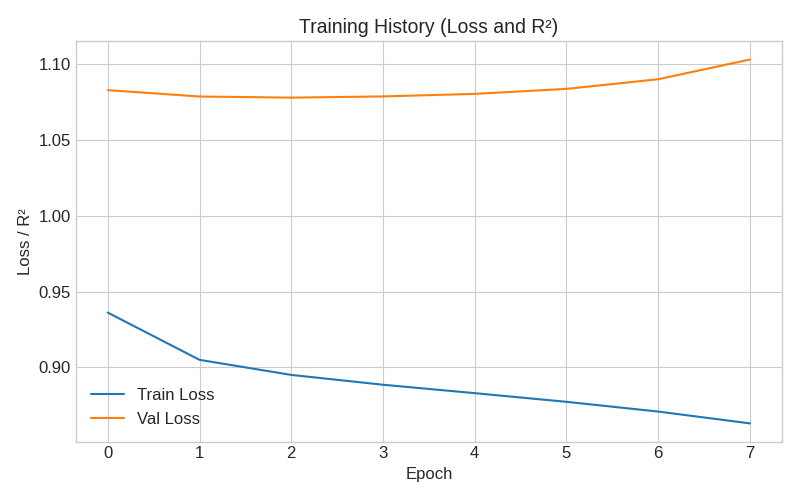 Training History (Loss and R²)
Loss / R²
1.10
1.05
1.00
0.95
0.90
Train Loss
Val Loss
0 1 2 3 4 5 6 7
Epoch